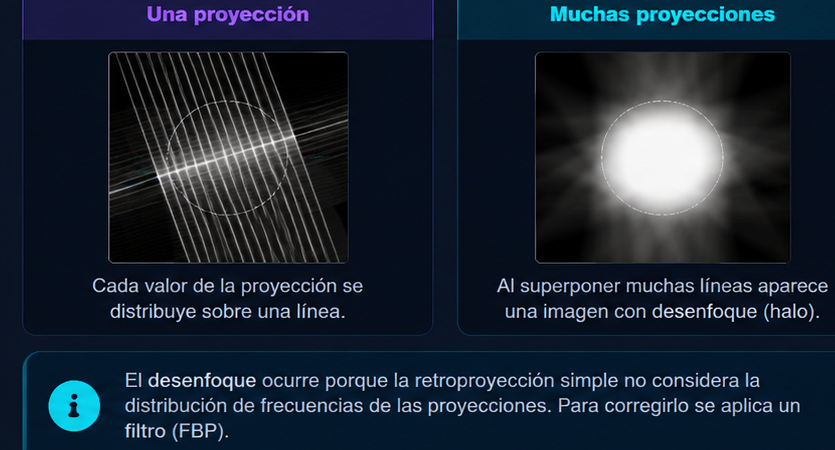 Una proyección
Muchas proyecciones
Cada valor de la proyección se
distribuye sobre una línea.
Al superponer muchas líneas aparece
una imagen con desenfoque (halo).
El desenfoque ocurre porque la retroproyección simple no considera la
distribución de frecuencias de las proyecciones. Para corregirlo se aplica un
filtro (FBP).